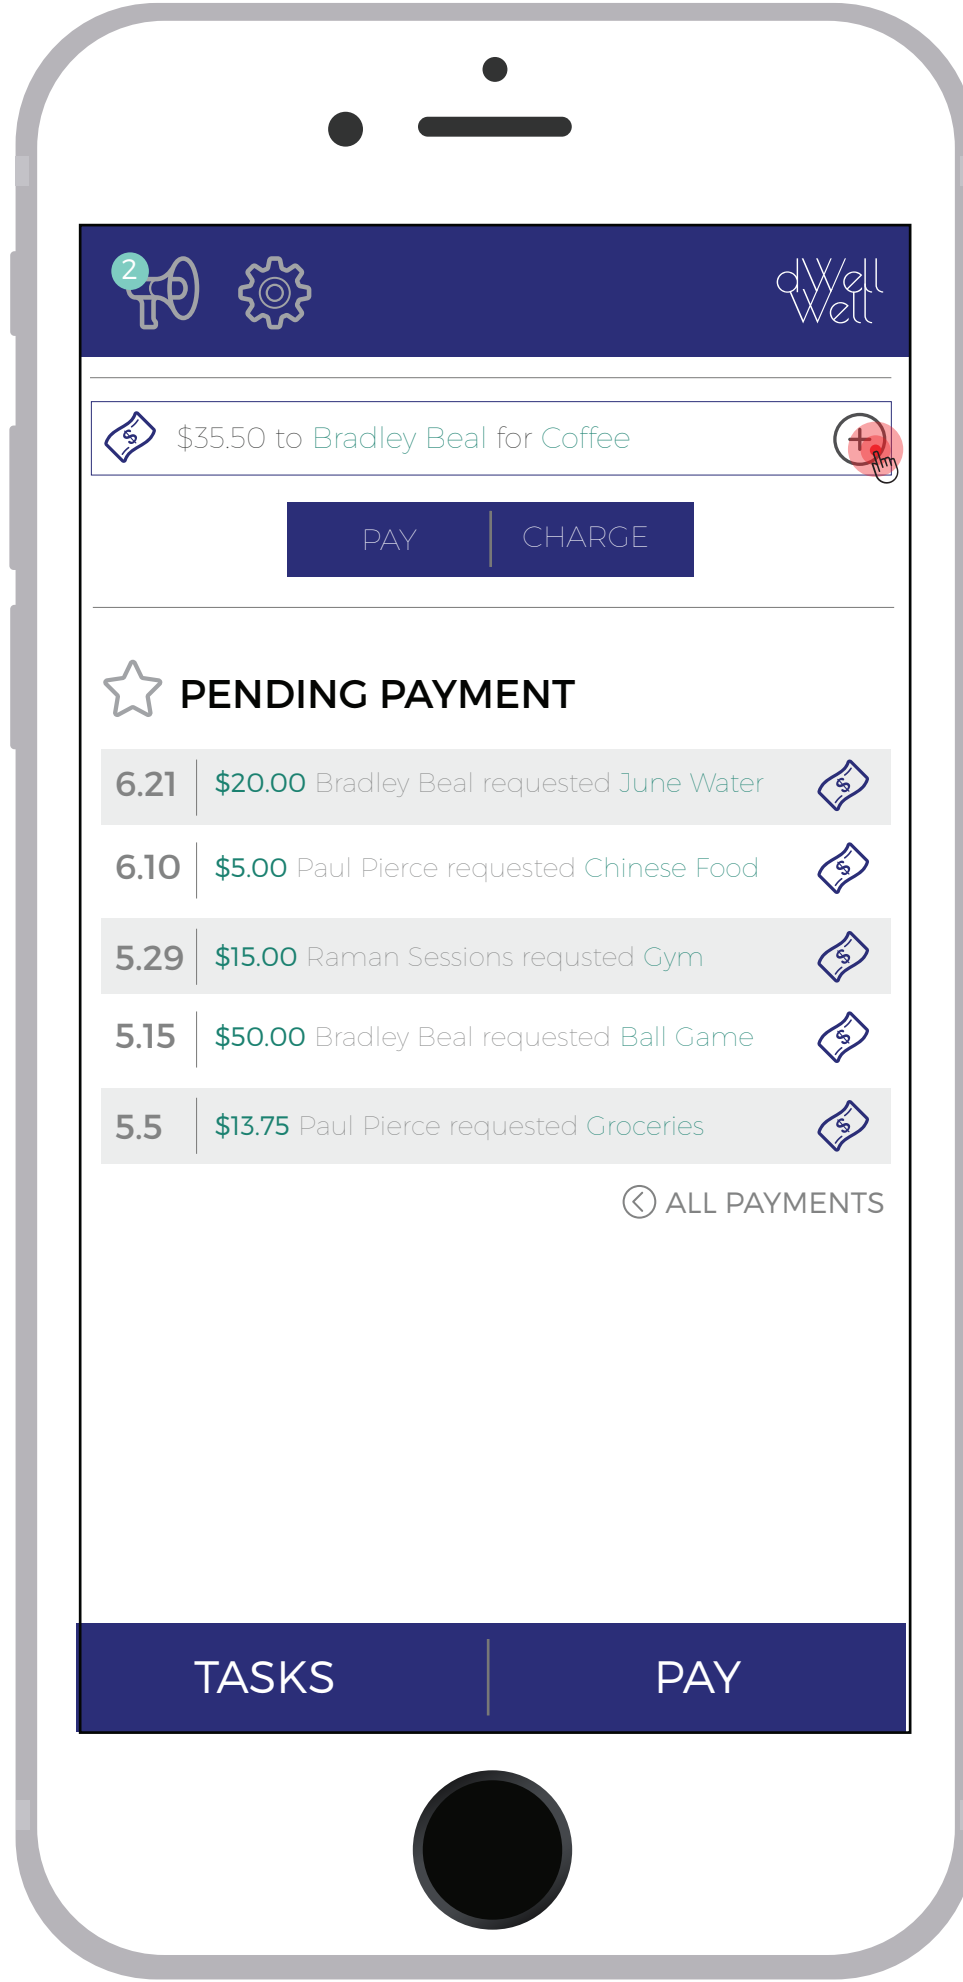 2
dWell
Well
$35.50 to Bradley Beal for Coffee
PAY CHARGE
PENDING PAYMENT
6.21 $20.00 Bradley Beal requested June Water
6.10 $5.00 Paul Pierce requested Chinese Food
5.29 $15.00 Raman Sessions requsted Gym
5.15 $50.00 Bradley Beal requested Ball Game
5.5 $13.75 Paul Pierce requested Groceries
ALL PAYMENTS
TASKS PAY